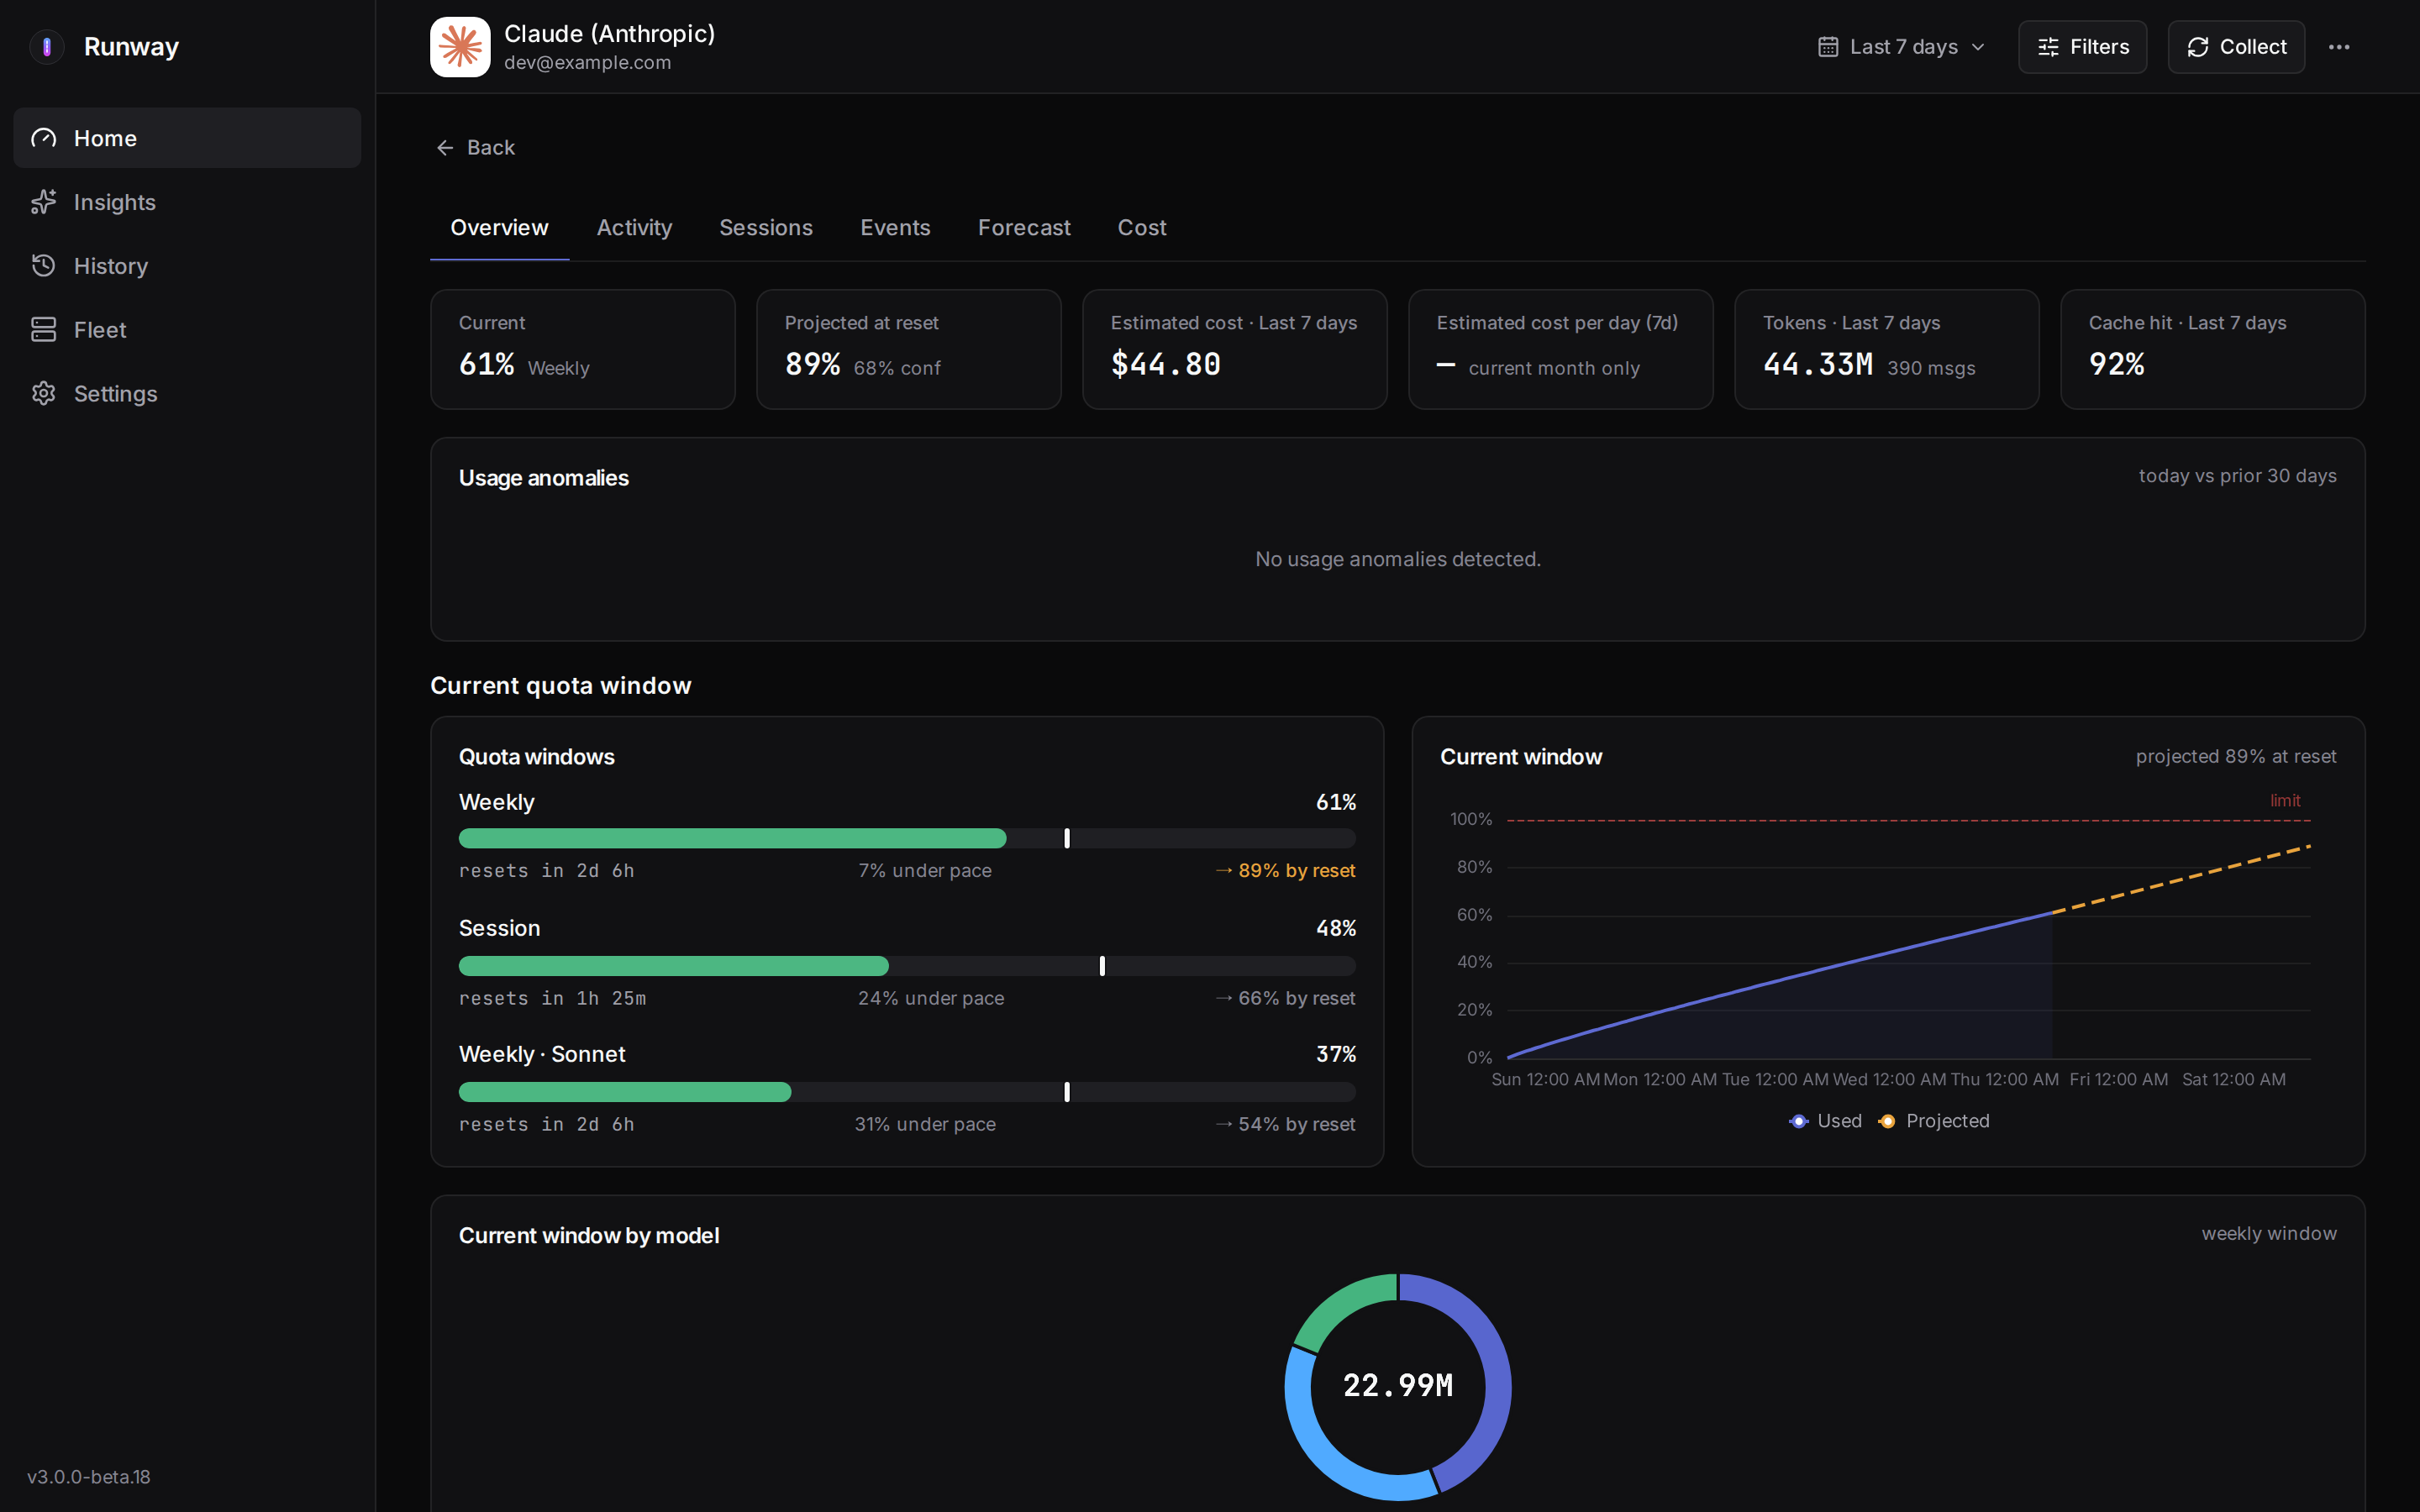 Runway
Claude (Anthropic)
dev@example.com
Last 7 days
Filters
Collect
Home
Insights
History
Fleet
Settings
v3.0.0-beta.18
Back
Overview Activity Sessions Events Forecast Cost
Current
61% Weekly
Projected at reset
89% 68% conf
Estimated cost · Last 7 days
$44.80
Estimated cost per day (7d)
— current month only
Tokens · Last 7 days
44.33M 390 msgs
Cache hit · Last 7 days
92%
Usage anomalies
today vs prior 30 days
No usage anomalies detected.
Current quota window
Quota windows
Weekly 61%
resets in 2d 6h 7% under pace → 89% by reset
Session 48%
resets in 1h 25m 24% under pace → 66% by reset
Weekly · Sonnet 37%
resets in 2d 6h 31% under pace → 54% by reset
Current window
projected 89% at reset
limit
100%
80%
60%
40%
20%
0%
Sun 12:00 AM Mon 12:00 AM Tue 12:00 AM Wed 12:00 AM Thu 12:00 AM Fri 12:00 AM Sat 12:00 AM
Used Projected
Current window by model
weekly window
22.99M